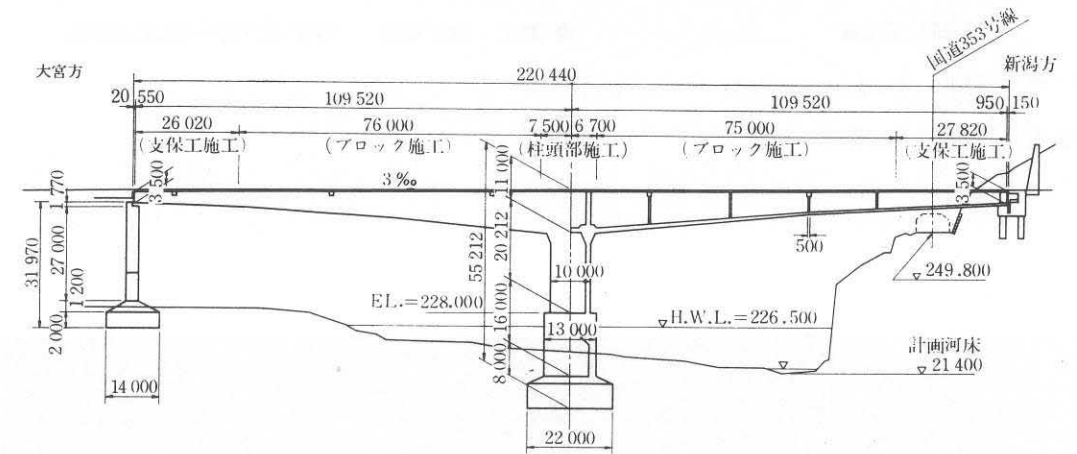 国道353号線
大宮方
新潟方
220 440
20 550
109 520
109 520
950 150
26 020
76 000
7 500 6 700
75 000
27 820
(支保工施工)
(ブロック施工)
(柱頭部施工)
(ブロック施工)
(支保工施工)
3‰
1 770
3 500
11 000
3 500
31 970
27 000
1 200
2 000
55 212
20 212
16 000
8 000
500
10 000
249.800
EL.=228.000
H.W.L.=226.500
13 000
計画河床
21 400
14 000
22 000